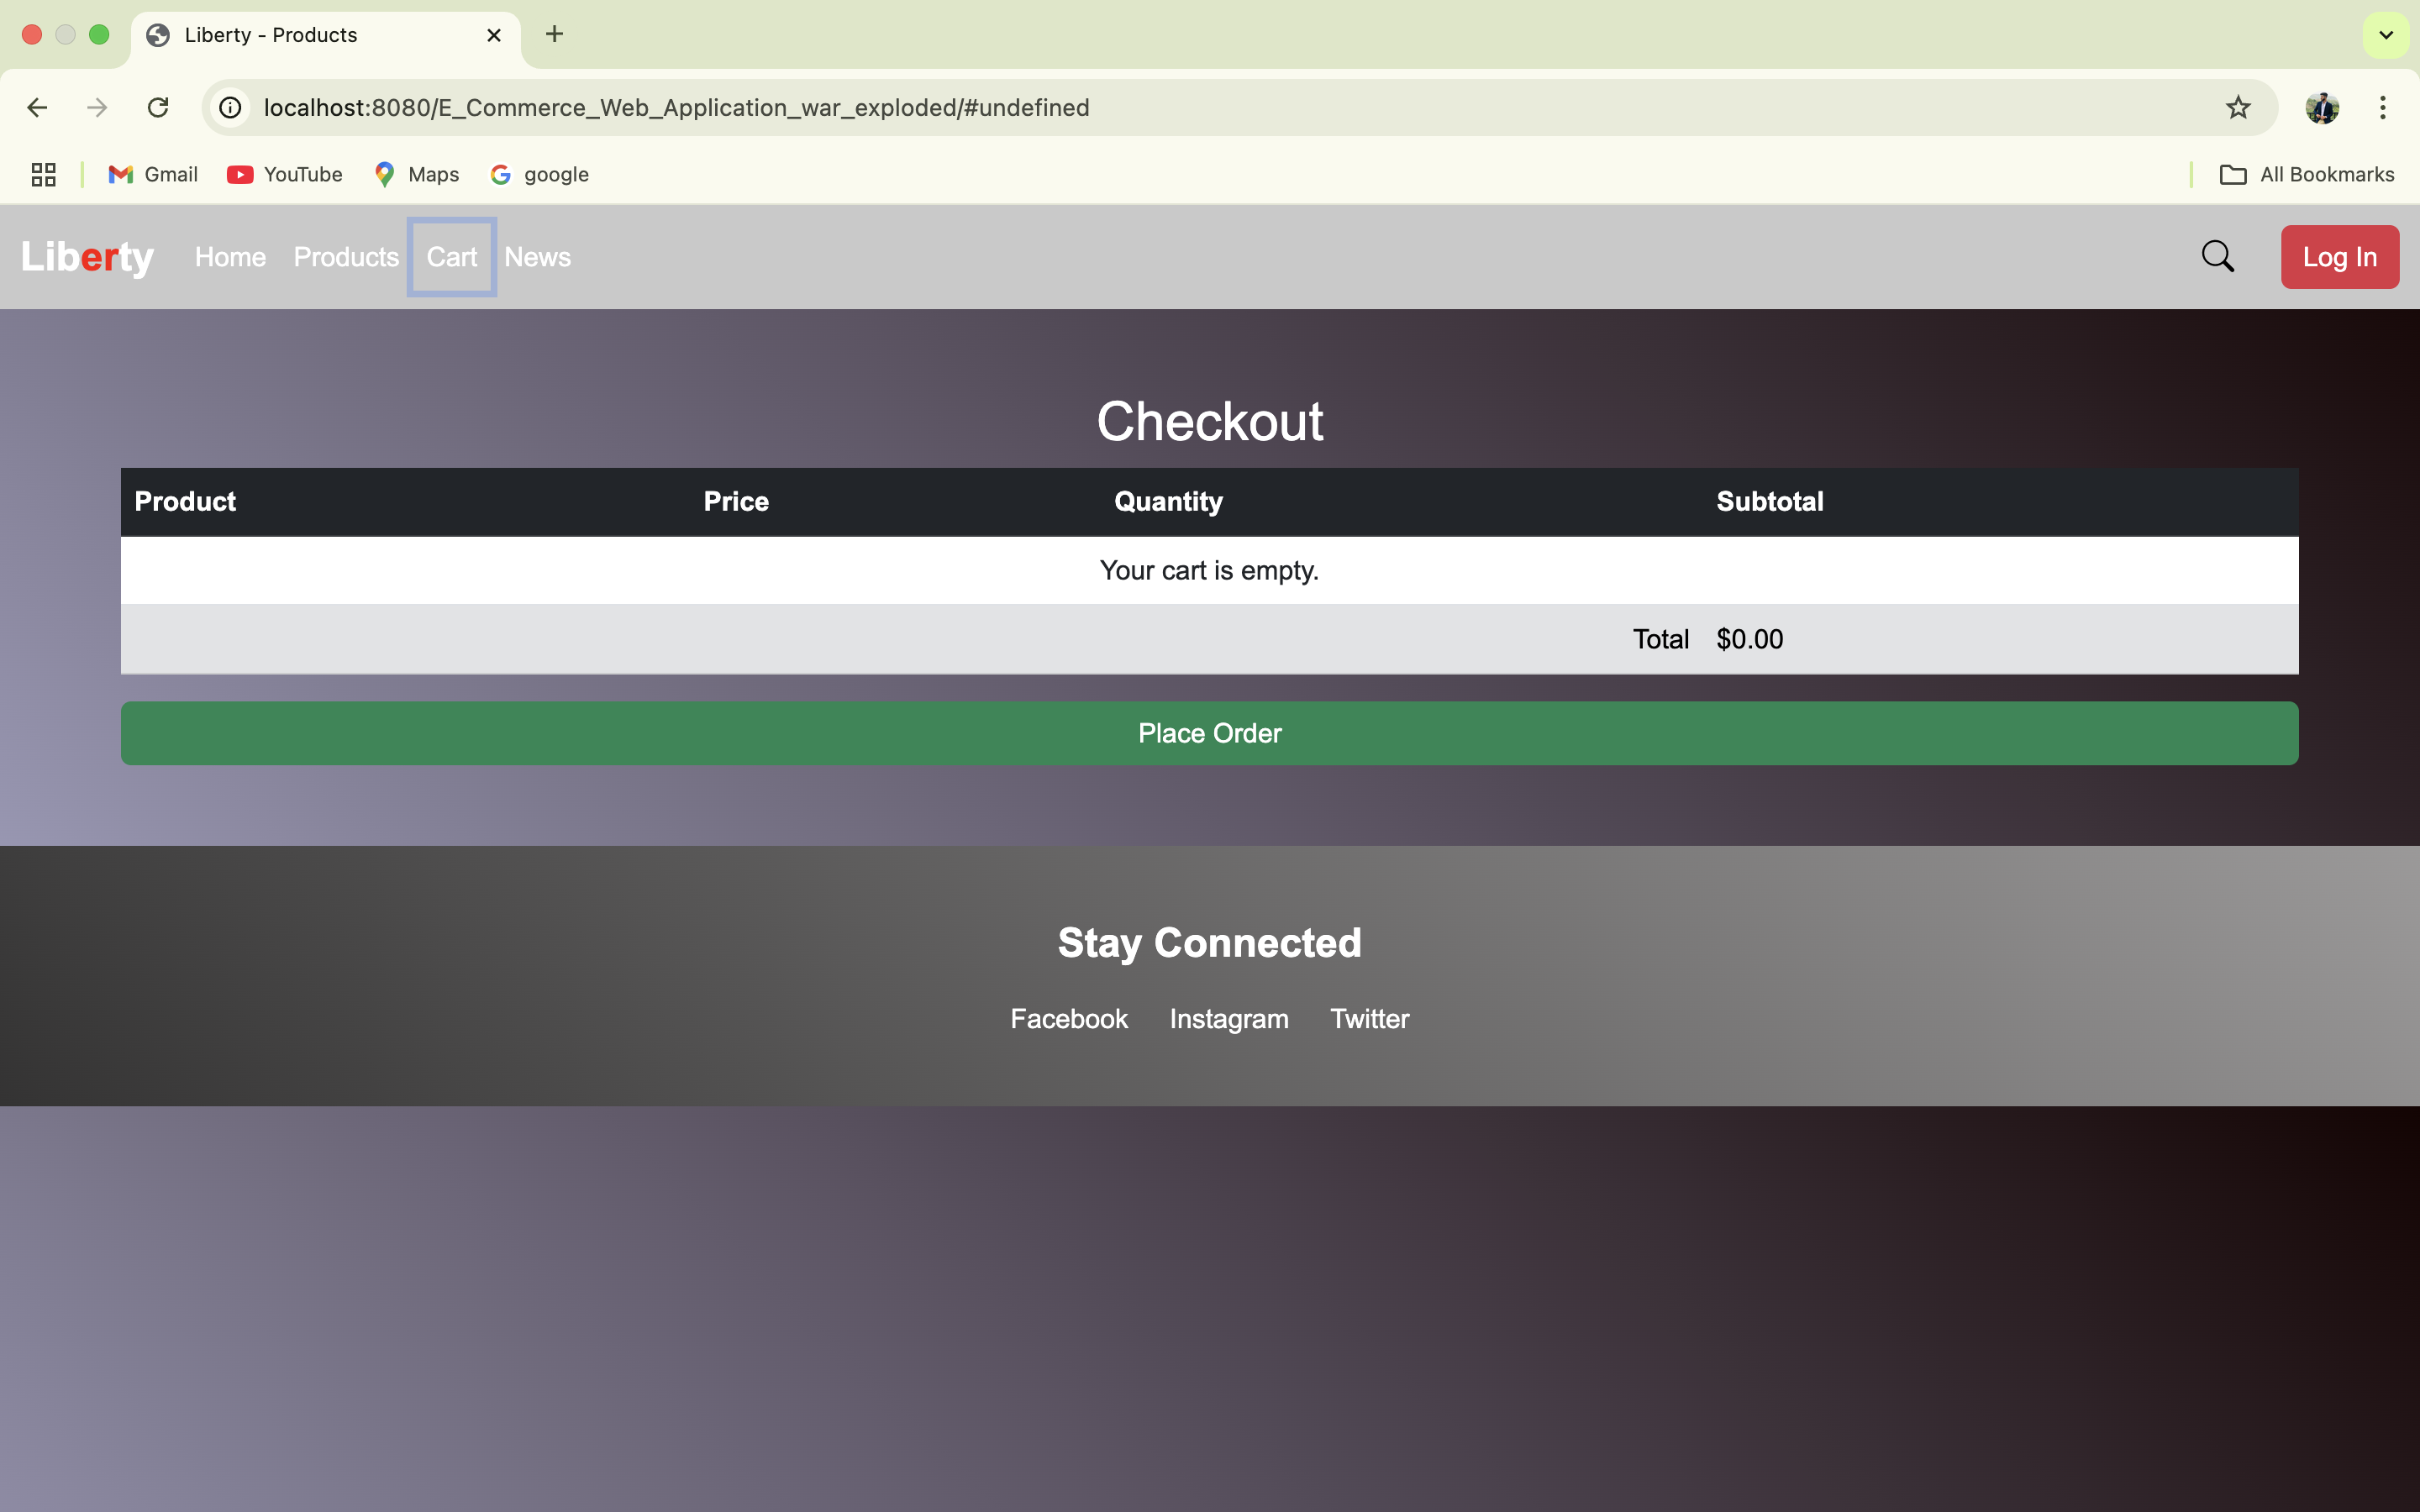 Liberty - Products
localhost:8080/E_Commerce_Web_Application_war_exploded/#undefined
Gmail YouTube Maps google All Bookmarks
Liberty Home Products Cart News Log In
Checkout
Product Price Quantity Subtotal
Your cart is empty.
Total $0.00
Place Order
Stay Connected
Facebook Instagram Twitter